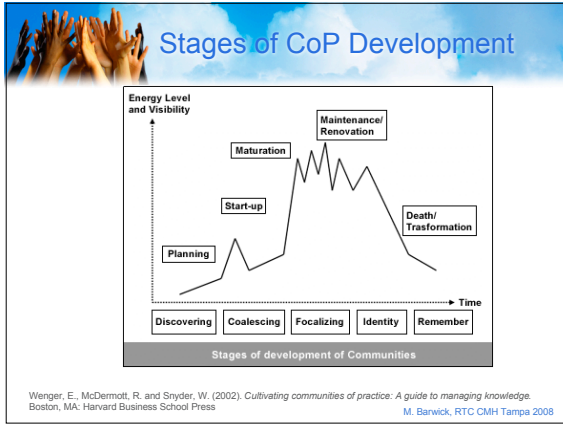 Stages of CoP Development
Energy Level
and Visibility
Maintenance/
Renovation
Maturation
Start-up
Death/
Trasformation
Planning
Time
Discovering
Coalescing
Focalizing
Identity
Remember
Stages of development of Communities
Wenger, E., McDermott, R. and Snyder, W. (2002). Cultivating communities of practice: A guide to managing knowledge.
Boston, MA: Harvard Business School Press
M. Barwick, RTC CMH Tampa 2008